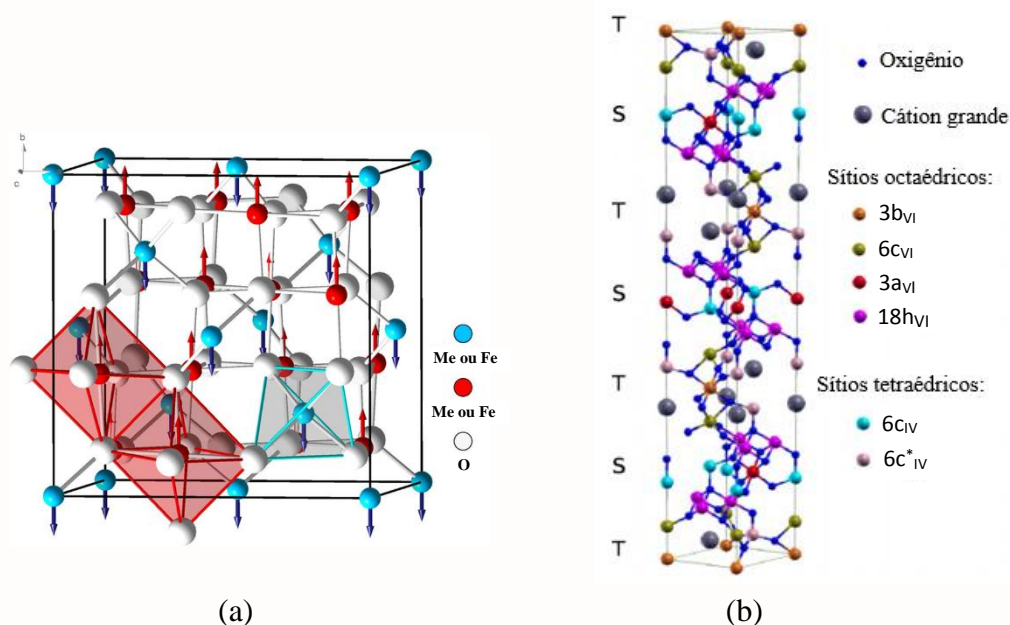 b
c
Me ou Fe
Me ou Fe
O
(a)
T
S
T
S
T
S
T
Oxigênio
Cátion grande
Sítios octaédricos:
3bVI
6cVI
3aVI
18hVI
Sítios tetraédricos:
6cIV
6c*IV
(b)